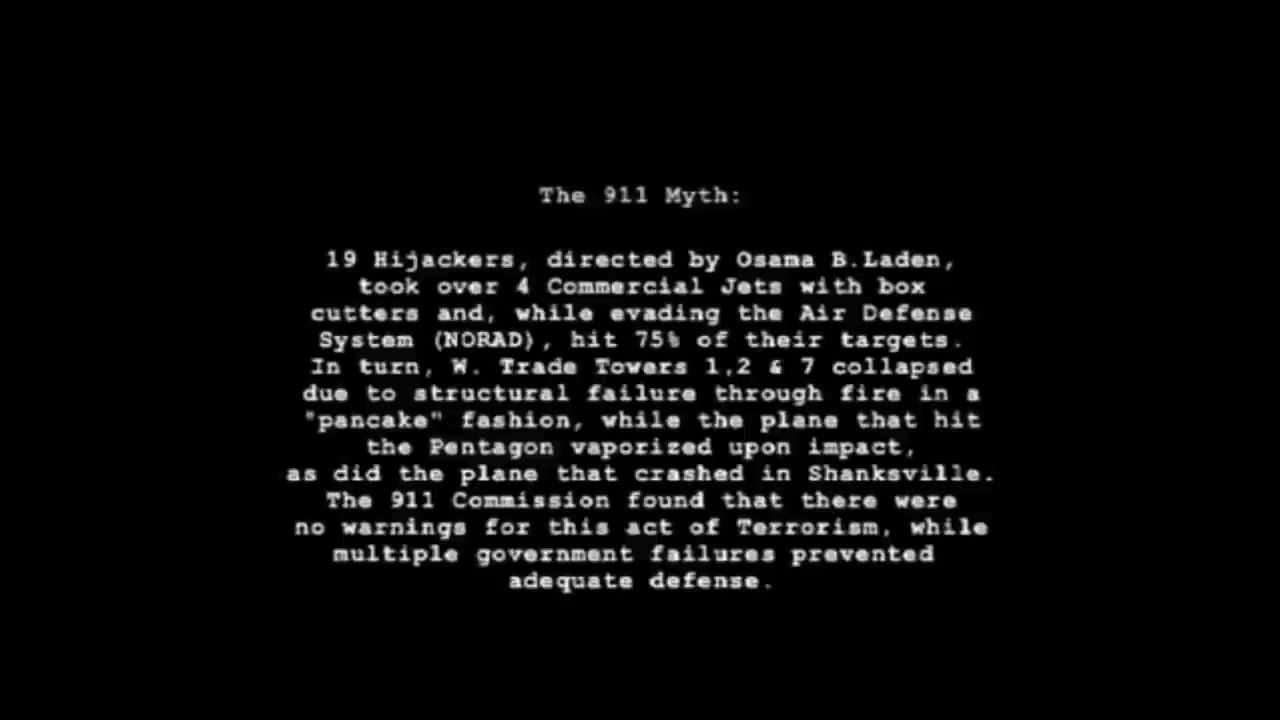 The 911 Myth:
19 Hijackers, directed by Osama B.Laden,
took over 4 Commercial Jets with box
cutters and, while evading the Air Defense
System (NORAD), hit 75% of their targets.
In turn, W. Trade Towers 1,2 & 7 collapsed
due to structural failure through fire in a
"pancake" fashion, while the plane that hit
the Pentagon vaporized upon impact,
as did the plane that crashed in Shanksville.
The 911 Commission found that there were
no warnings for this act of Terrorism, while
multiple government failures prevented
adequate defense.